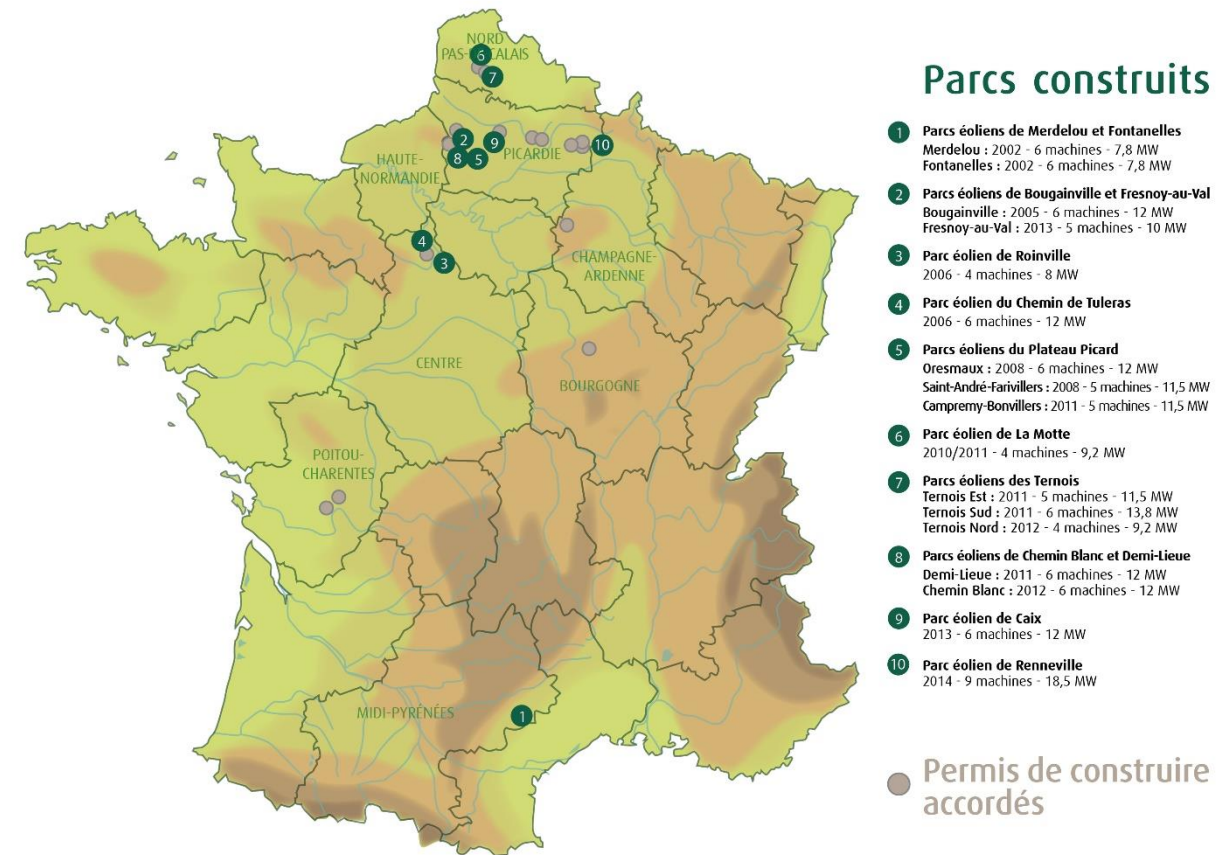 NORD
PAS-DE-CALAIS
6
7
2
9
8
5
PICARDIE
10
HAUTE-
NORMANDIE
4
3
CHAMPAGNE-
ARDENNE
CENTRE
BOURGOGNE
POITOU-
CHARENTES
MIDI-PYRÉNÉES
1
Parcs construits
1 Parcs éoliens de Merdelou et Fontanelles
Merdelou : 2002 - 6 machines - 7,8 MW
Fontanelles : 2002 - 6 machines - 7,8 MW
2 Parcs éoliens de Bougainville et Fresnoy-au-Val
Bougainville : 2005 - 6 machines - 12 MW
Fresnoy-au-Val : 2013 - 5 machines - 10 MW
3 Parc éolien de Roinville
2006 - 4 machines - 8 MW
4 Parc éolien du Chemin de Tuleras
2006 - 6 machines - 12 MW
5 Parcs éoliens du Plateau Picard
Oresmaux : 2008 - 6 machines - 12 MW
Saint-André-Farivillers : 2008 - 5 machines - 11,5 MW
Campremy-Bonvillers : 2011 - 5 machines - 11,5 MW
6 Parc éolien de La Motte
2010/2011 - 4 machines - 9,2 MW
7 Parcs éoliens des Ternois
Ternois Est : 2011 - 5 machines - 11,5 MW
Ternois Sud : 2011 - 6 machines - 13,8 MW
Ternois Nord : 2012 - 4 machines - 9,2 MW
8 Parcs éoliens de Chemin Blanc et Demi-Lieue
Demi-Lieue : 2011 - 6 machines - 12 MW
Chemin Blanc : 2012 - 6 machines - 12 MW
9 Parc éolien de Caix
2013 - 6 machines - 12 MW
10 Parc éolien de Renneville
2014 - 9 machines - 18,5 MW
Permis de construire
accordés